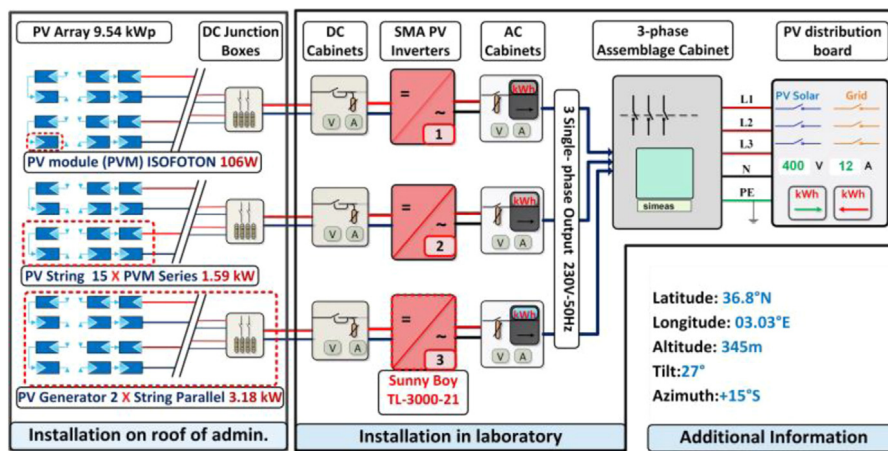 PV Array 9.54 kWp
DC Junction
Boxes
DC
Cabinets
SMA PV
Inverters
AC
Cabinets
3-phase
Assemblage Cabinet
PV distribution
board
PV module (PVM) ISOFOTON 106W
PV String 15 X PVM Series 1.59 kW
PV Generator 2 X String Parallel 3.18 kW
Installation on roof of admin.
V A
=
~
1
kWh
V A
V A
=
~
2
kWh
V A
V A
=
~
3
kWh
V A
Sunny Boy
TL-3000-21
3 Single- phase Output 230V-50Hz
simeas
L1
L2
L3
N
PE
PV Solar Grid
400 V 12 A
kWh kWh
Installation in laboratory
Latitude: 36.8°N
Longitude: 03.03°E
Altitude: 345m
Tilt:27°
Azimuth:+15°S
Additional Information